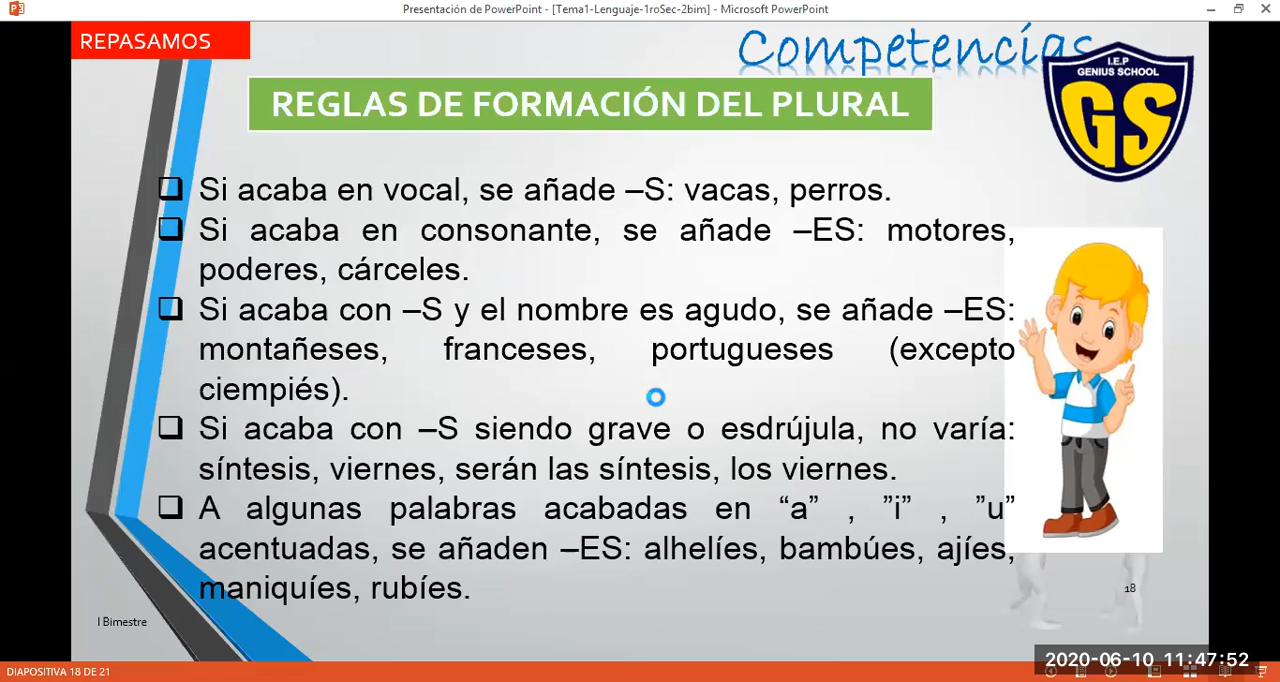 Presentación de PowerPoint - [Tema1-Lenguaje-1roSec-2bim] - Microsoft PowerPoint
REPASAMOS
Competencias
I.E.P
GENIUS SCHOOL
GS
REGLAS DE FORMACIÓN DEL PLURAL
Si acaba en vocal, se añade –S: vacas, perros.
Si acaba en consonante, se añade –ES: motores,
poderes, cárceles.
Si acaba con –S y el nombre es agudo, se añade –ES:
montañeses, franceses, portugueses (excepto
ciempiés).
Si acaba con –S siendo grave o esdrújula, no varía:
síntesis, viernes, serán las síntesis, los viernes.
A algunas palabras acabadas en “a” , ”i” , ”u”
acentuadas, se añaden –ES: alhelíes, bambúes, ajíes,
maniquíes, rubíes.
18
I Bimestre
2020-06-10 11:47:52
DIAPOSITIVA 18 DE 21